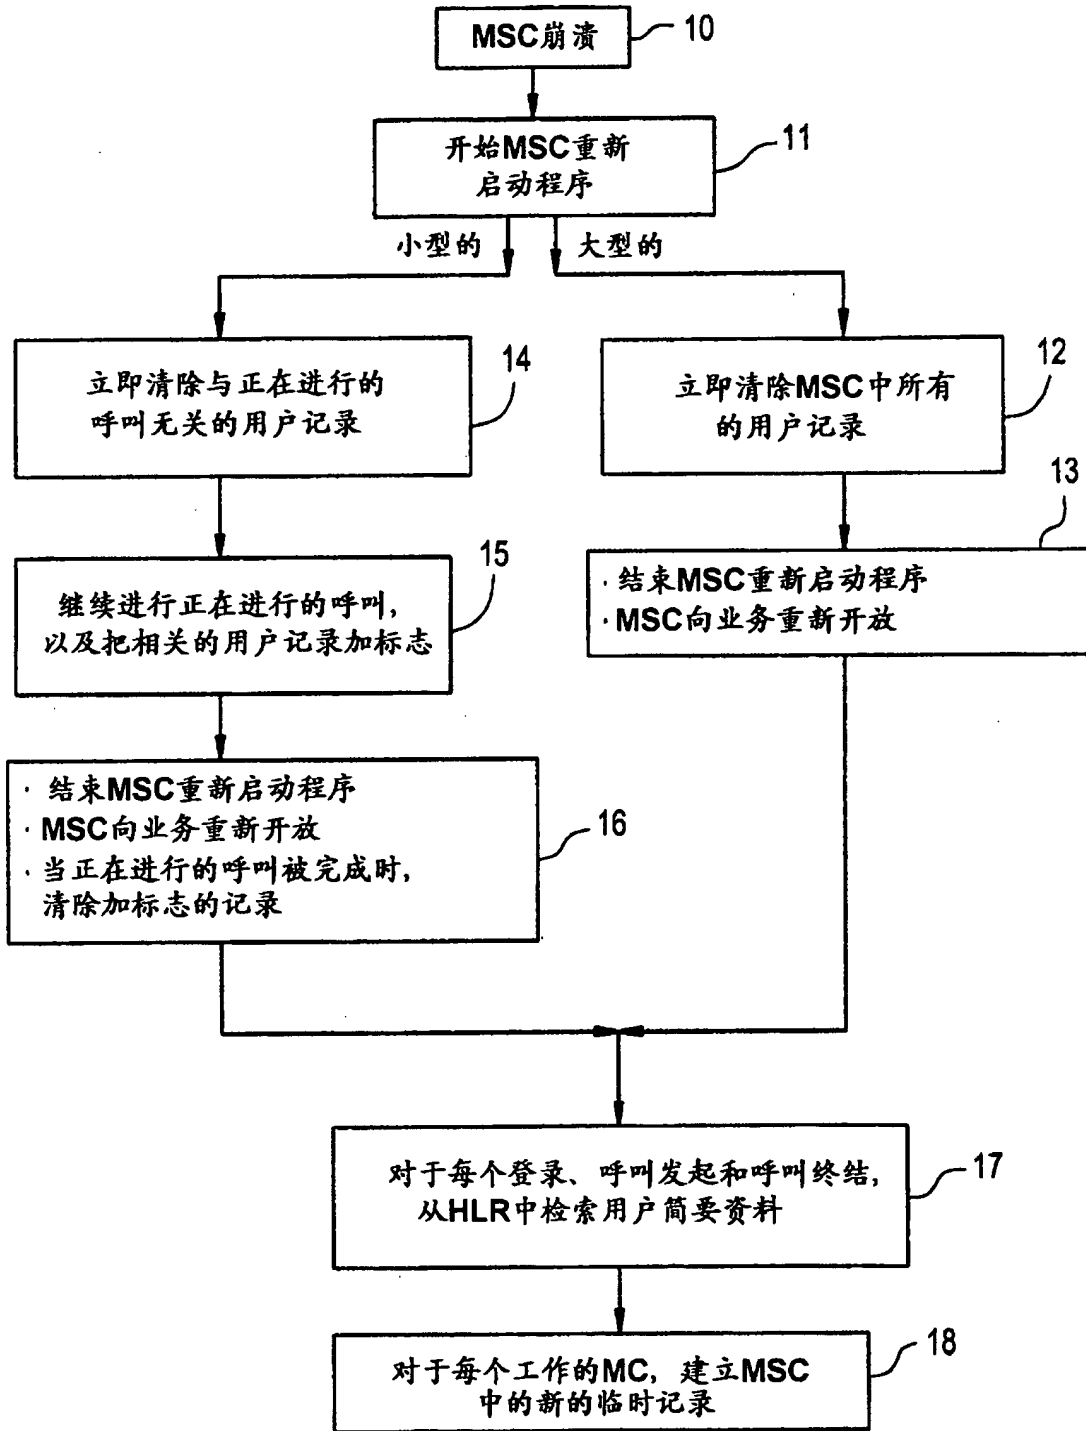 MSC崩溃
10
开始MSC重新
启动程序
11
小型的
大型的
立即清除与正在进行的
呼叫无关的用户记录
14
立即清除MSC中所有
的用户记录
12
继续进行正在进行的呼叫,
以及把相关的用户记录加标志
15
·结束MSC重新启动程序
·MSC向业务重新开放
13
· 结束MSC重新启动程序
·MSC向业务重新开放
·当正在进行的呼叫被完成时,
清除加标志的记录
16
对于每个登录、呼叫发起和呼叫终结,
从HLR中检索用户简要资料
17
对于每个工作的MC, 建立MSC
中的新的临时记录
18